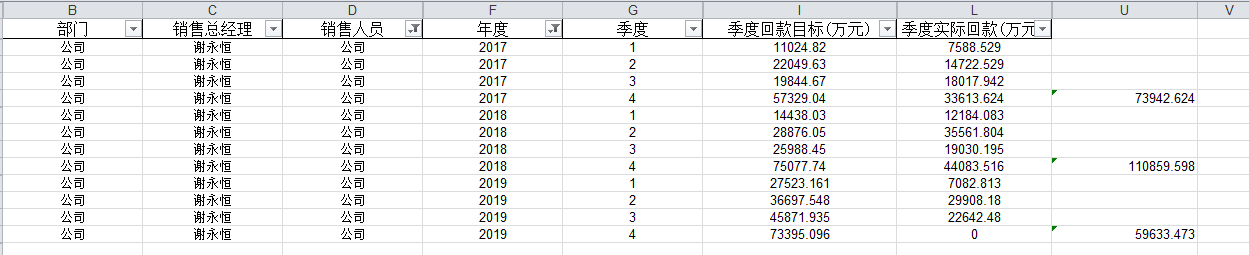 B C D F G I L U V
部门 销售总经理 销售人员 年度 季度 季度回款目标(万元) 季度实际回款(万元
公司 谢永恒 公司 2017 1 11024.82 7588.529
公司 谢永恒 公司 2017 2 22049.63 14722.529
公司 谢永恒 公司 2017 3 19844.67 18017.942
公司 谢永恒 公司 2017 4 57329.04 33613.624 73942.624
公司 谢永恒 公司 2018 1 14438.03 12184.083
公司 谢永恒 公司 2018 2 28876.05 35561.804
公司 谢永恒 公司 2018 3 25988.45 19030.195
公司 谢永恒 公司 2018 4 75077.74 44083.516 110859.598
公司 谢永恒 公司 2019 1 27523.161 7082.813
公司 谢永恒 公司 2019 2 36697.548 29908.18
公司 谢永恒 公司 2019 3 45871.935 22642.48
公司 谢永恒 公司 2019 4 73395.096 0 59633.473